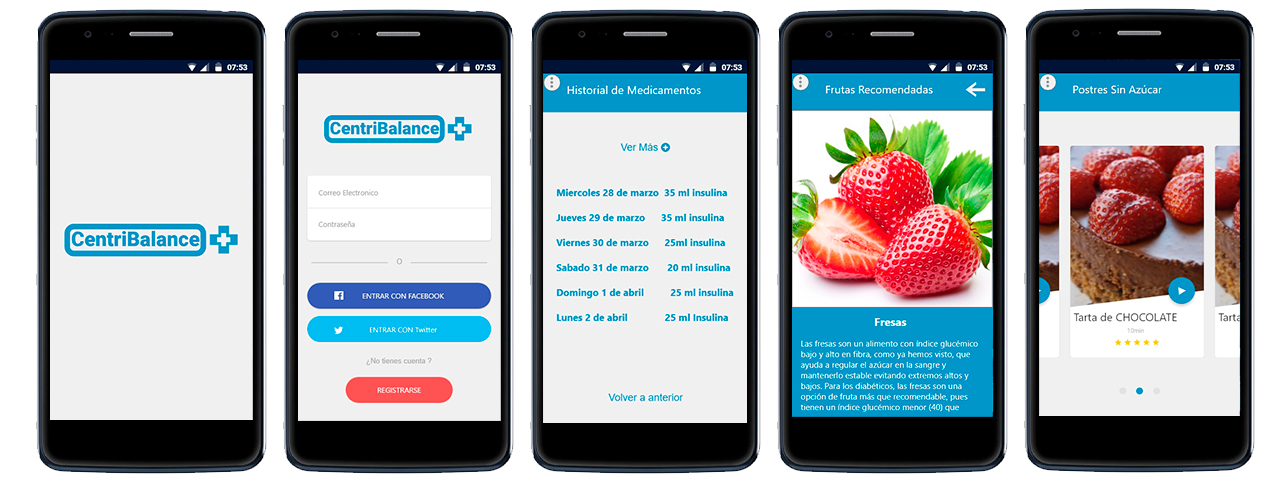 07:53
CentriBalance
07:53
CentriBalance
Correo Electronico
Contraseña
O
ENTRAR CON FACEBOOK
ENTRAR CON Twitter
¿No tienes cuenta ?
REGISTRARSE
07:53
Historial de Medicamentos
Ver Más
Miercoles 28 de marzo 35 ml insulina
Jueves 29 de marzo 35 ml insulina
Viernes 30 de marzo 25ml insulina
Sabado 31 de marzo 20 ml insulina
Domingo 1 de abril 25 ml insulina
Lunes 2 de abril 25 ml Insulina
Volver a anterior
07:53
Frutas Recomendadas
Fresas
Las fresas son un alimento con índice glucémico
bajo y alto en fibra, como ya hemos visto, que
ayuda a regular el azúcar en la sangre y
mantenerlo estable evitando extremos altos y
bajos. Para los diabéticos, las fresas son una
opción de fruta más que recomendable, pues
tienen un índice glucémico menor (40) que
07:53
Postres Sin Azúcar
Tarta de CHOCOLATE
10min
Tarta